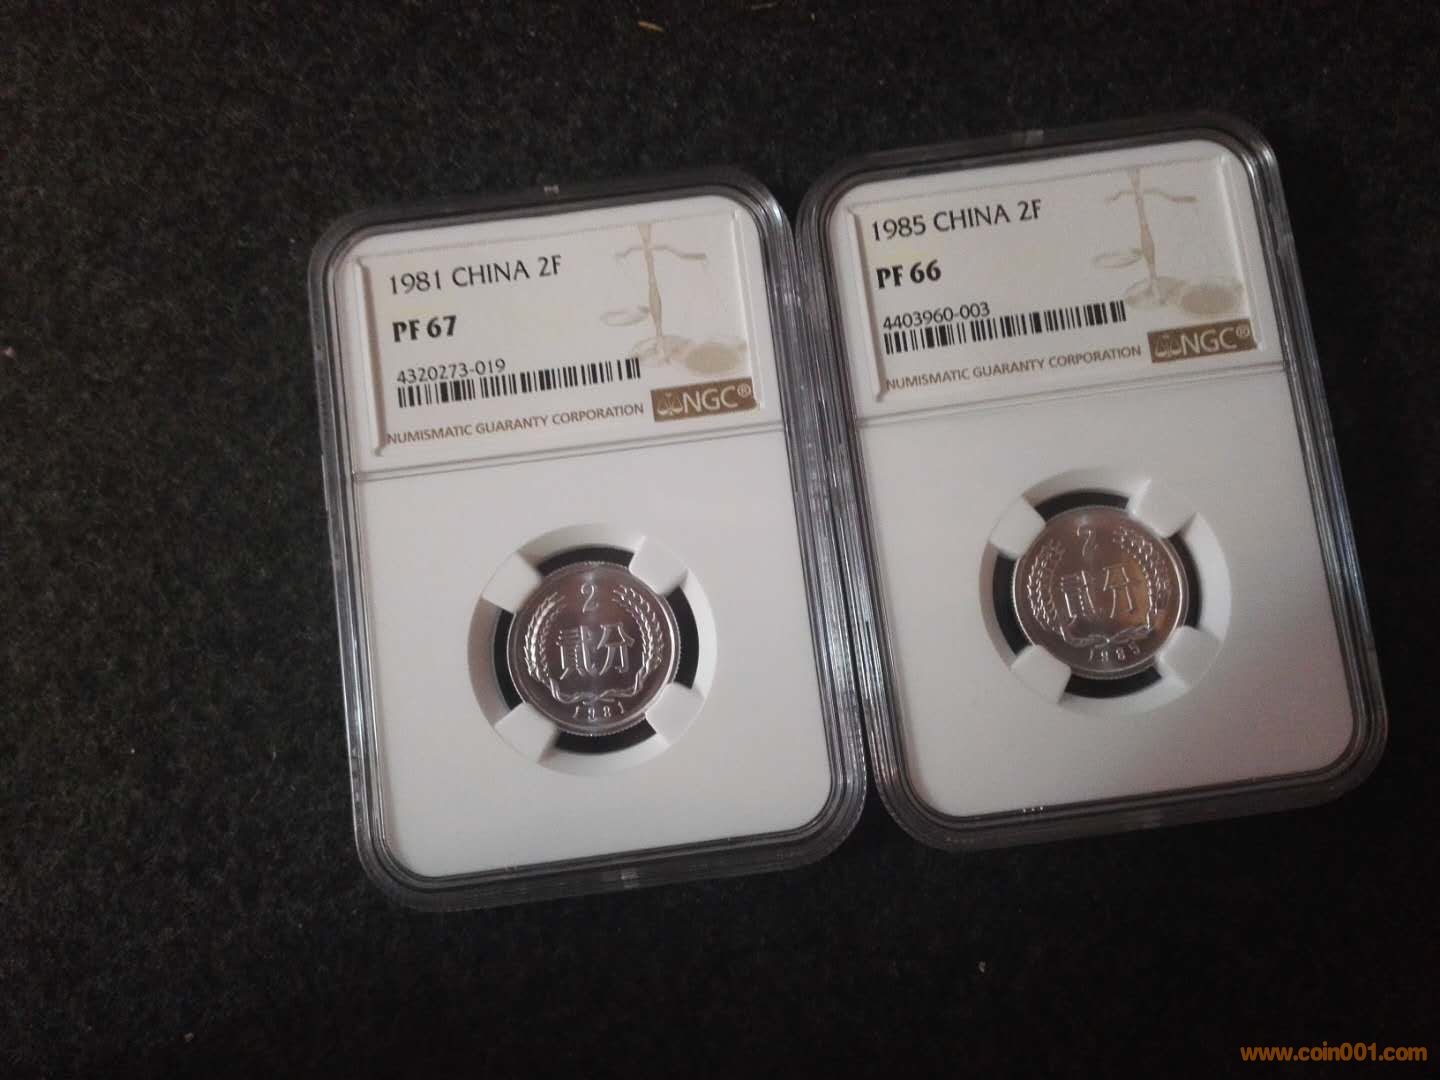 1981 CHINA 2F
PF 67
4320273-019
NUMISMATIC GUARANTY CORPORATION
NGC®
2
贰分
1981
1985 CHINA 2F
PF 66
4403960-003
NUMISMATIC GUARANTY CORPORATION
NGC®
2
贰分
1985
www.coin001.com